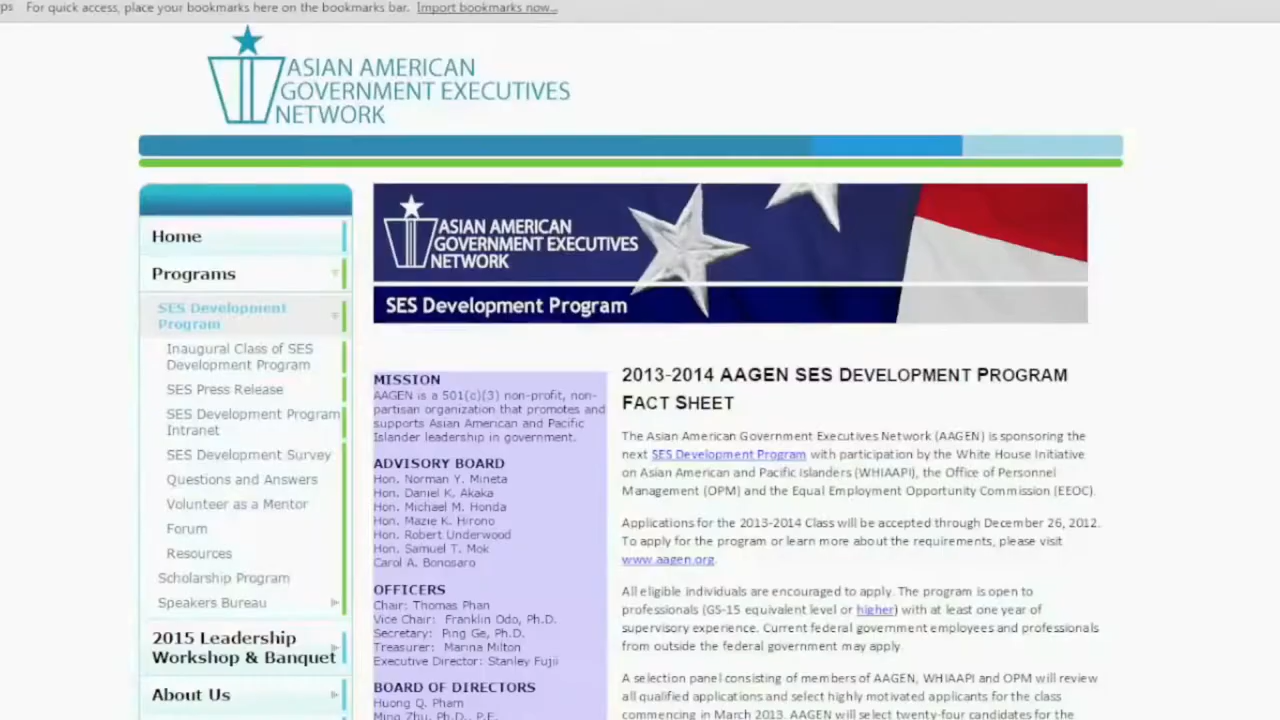 ps For quick access, place your bookmarks here on the bookmarks bar. Import bookmarks now...
ASIAN AMERICAN
GOVERNMENT EXECUTIVES
NETWORK
Home
Programs
SES Development
Program
Inaugural Class of SES
Development Program
SES Press Release
SES Development Program
Intranet
SES Development Survey
Questions and Answers
Volunteer as a Mentor
Forum
Resources
Scholarship Program
Speakers Bureau
2015 Leadership
Workshop & Banquet
About Us
ASIAN AMERICAN
GOVERNMENT EXECUTIVES
NETWORK
SES Development Program
MISSION
AAGEN is a 501(c)(3) non-profit, non-
partisan organization that promotes and
supports Asian American and Pacific
Islander leadership in government.
ADVISORY BOARD
Hon. Norman Y. Mineta
Hon. Daniel K. Akaka
Hon. Michael M. Honda
Hon. Mazie K. Hirono
Hon. Robert Underwood
Hon. Samuel T. Mok
Carol A. Bonosaro
OFFICERS
Chair: Thomas Phan
Vice Chair: Franklin Odo, Ph.D.
Secretary: Ping Ge, Ph.D.
Treasurer: Marina Milton
Executive Director: Stanley Fujii
BOARD OF DIRECTORS
Huong Q. Pham
Ming Zhu, Ph.D., P.E.
2013-2014 AAGEN SES DEVELOPMENT PROGRAM
FACT SHEET
The Asian American Government Executives Network (AAGEN) is sponsoring the
next SES Development Program with participation by the White House Initiative
on Asian American and Pacific Islanders (WHIAAPI), the Office of Personnel
Management (OPM) and the Equal Employment Opportunity Commission (EEOC).
Applications for the 2013-2014 Class will be accepted through December 26, 2012.
To apply for the program or learn more about the requirements, please visit
www.aagen.org.
All eligible individuals are encouraged to apply. The program is open to
professionals (GS-15 equivalent level or higher) with at least one year of
supervisory experience. Current federal government employees and professionals
from outside the federal government may apply
A selection panel consisting of members of AAGEN, WHIAAPI and OPM will review
all qualified applications and select highly motivated applicants for the class
commencing in March 2013. AAGEN will select twenty-four candidates for the